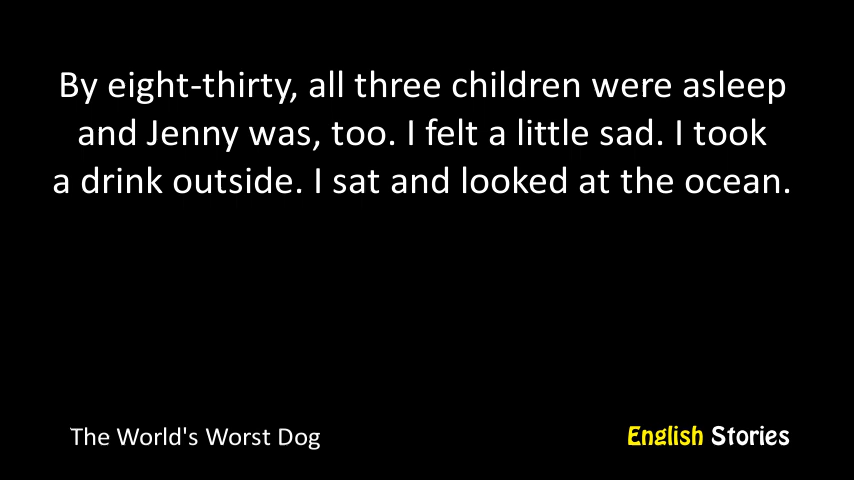 By eight-thirty, all three children were asleep
and Jenny was, too. I felt a little sad. I took
a drink outside. I sat and looked at the ocean.
The World's Worst Dog
English Stories